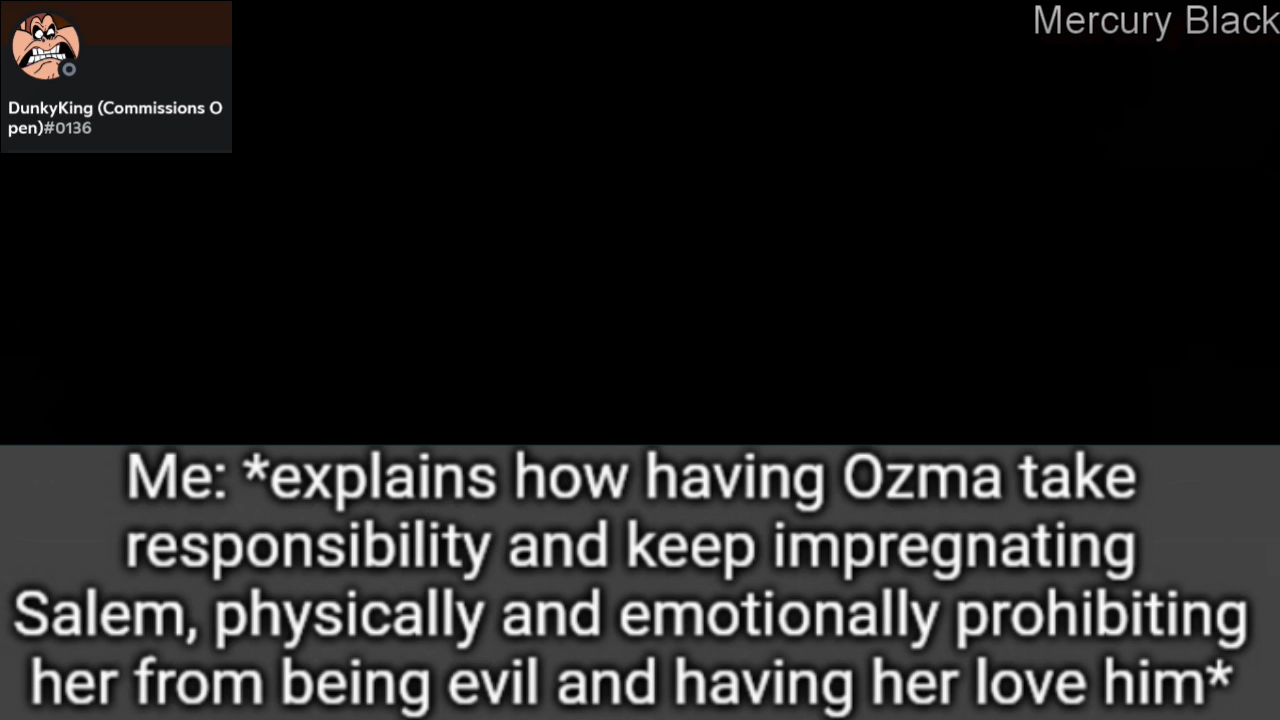 Mercury Black
DunkyKing (Commissions O
pen)#0136
Me: *explains how having Ozma take
responsibility and keep impregnating
Salem, physically and emotionally prohibiting
her from being evil and having her love him*